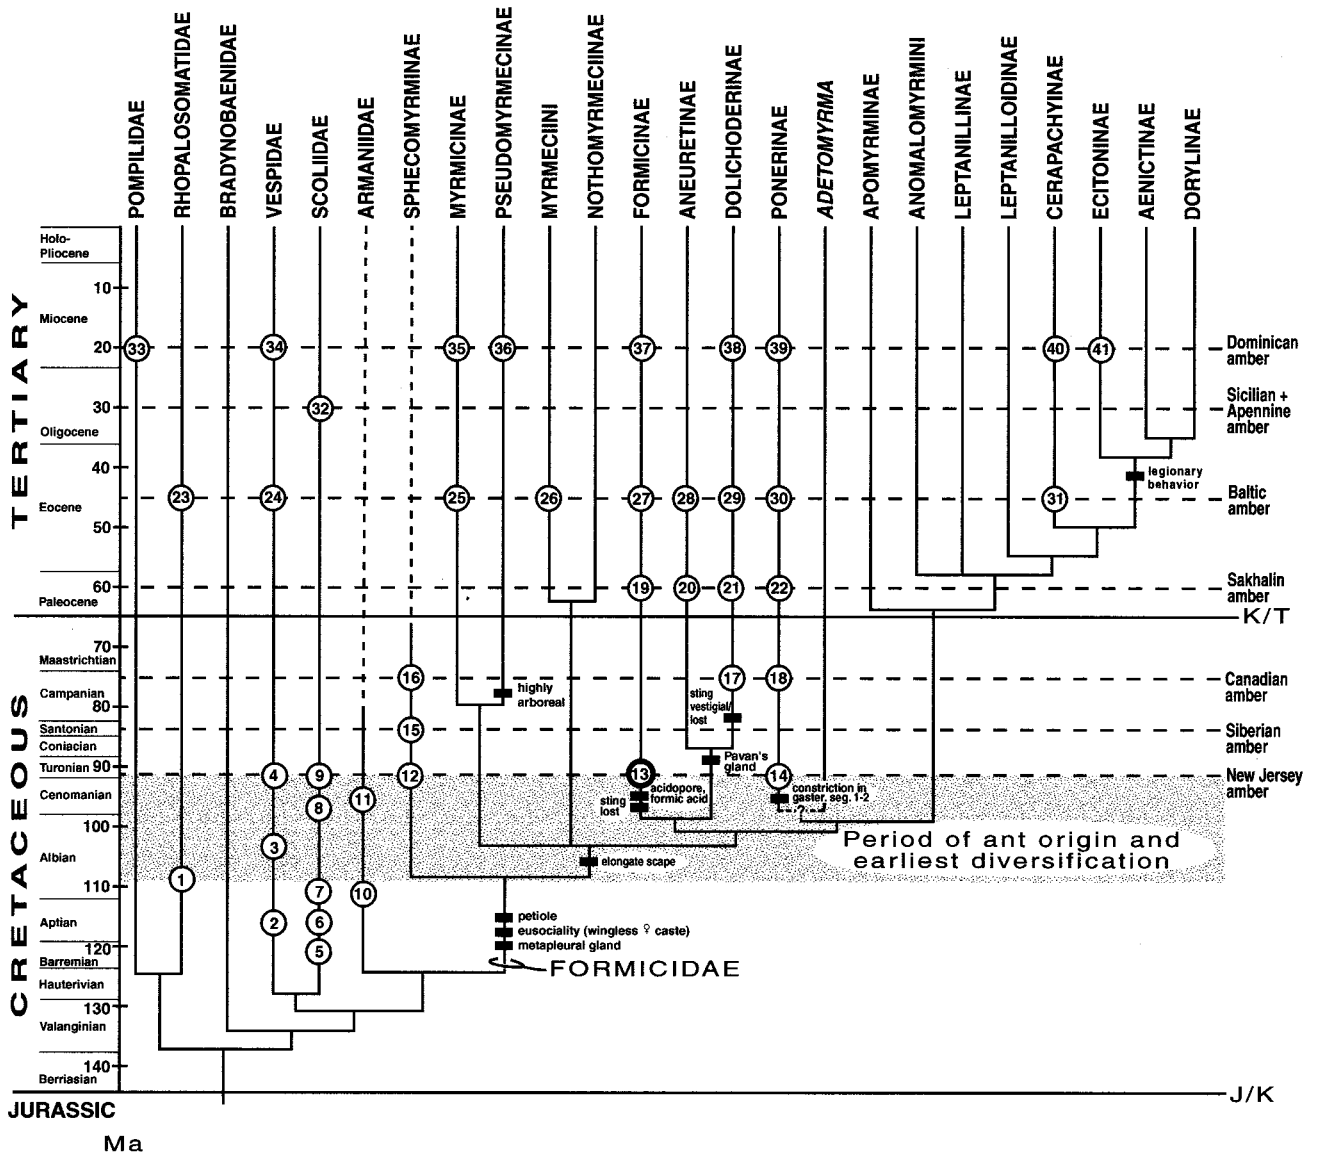 POMPILIDAE
RHOPALOSOMATIDAE
BRADYNOBAENIDAE
VESPIDAE
SCOLIIDAE
ARMANIIDAE
SPHECOMYRMINAE
MYRMICINAE
PSEUDOMYRMECINAE
MYRMECIINI
NOTHOMYRMECIINAE
FORMICINAE
ANEURETINAE
DOLICHODERINAE
PONERINAE
ADETOMYRMA
APOMYRMINAE
ANOMALOMYRMINI
LEPTANILLINAE
LEPTANILLOIDINAE
CERAPACHYINAE
ECITONINAE
AENICTINAE
DORYLINAE
TERTIARY
Holo-
Pliocene
10
Miocene
20
33
34
35
36
37
38
39
40
41
Dominican
amber
30
32
Sicilian +
Apennine
amber
Oligocene
40
legionary
behavior
23
24
25
26
27
28
29
30
31
Baltic
amber
Eocene
50
60
19
20
21
22
Sakhalin
amber
Paleocene
K/T
CRETACEOUS
70
Maastrichtian
16
17
18
Canadian
amber
Campanian
80
highly
arboreal
sting
vestigial/
lost
Santonian
15
Siberian
amber
Coniacian
Pavan's
gland
Turonian
90
4
9
12
13
14
New Jersey
amber
Cenomanian
11
8
sting
lost
acidopore,
formic acid
constriction in
gaster. seg. 1-2
?
100
Period of ant origin and
earliest diversification
3
Albian
elongate scape
1
110
7
10
Aptian
2
6
petiole
eusociality (wingless ♀ caste)
metapleural gland
120
5
Barremian
FORMICIDAE
Hauterivian
130
Valanginian
140
Berriasian
J/K
JURASSIC
Ma